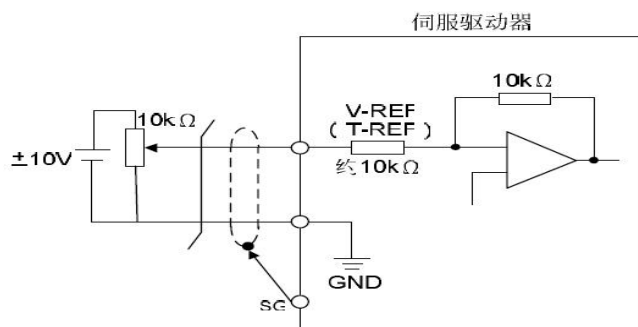 伺服驱动器
10kΩ
V-REF
( T-REF )
10kΩ
±10V
约10kΩ
GND
SG